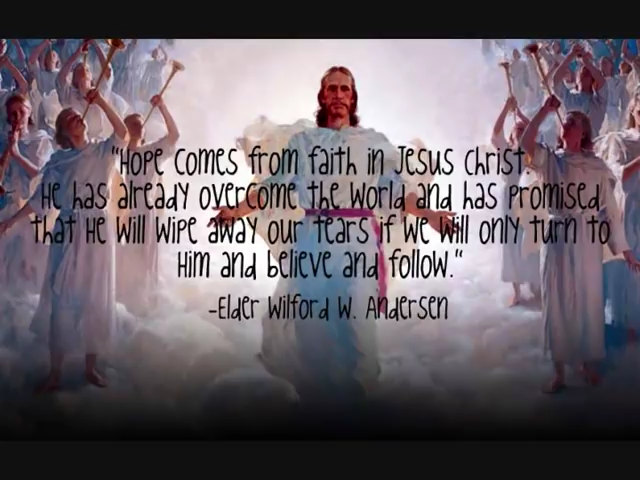 "Hope comes from faith in Jesus Christ.
He has already overcome the world and has promised
that He will wipe away our tears if we will only turn to
Him and believe and follow."
-Elder Wilford W. Andersen